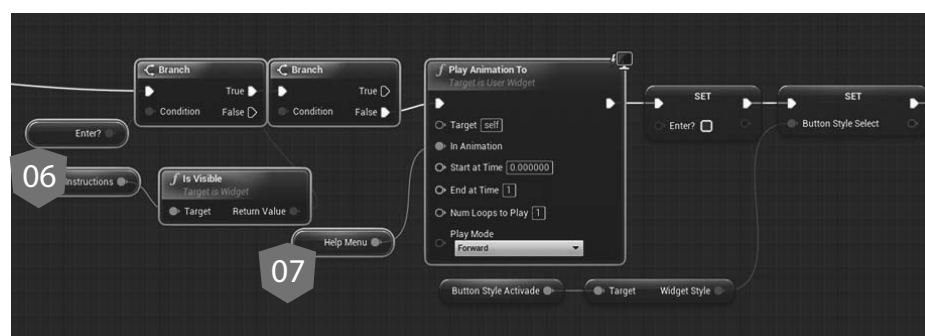 Branch
True
Condition
False
Branch
True
Condition
False
Enter?
06
Instructions
Is Visible
Target is Widget
Target
Return Value
Help Menu
07
Play Animation To
Target is User Widget
Target
self
In Animation
Start at Time
0.000000
End at Time
1
Num Loops to Play
1
Play Mode
Forward
SET
Enter?
SET
Button Style Select
Button Style Activade
Target
Widget Style